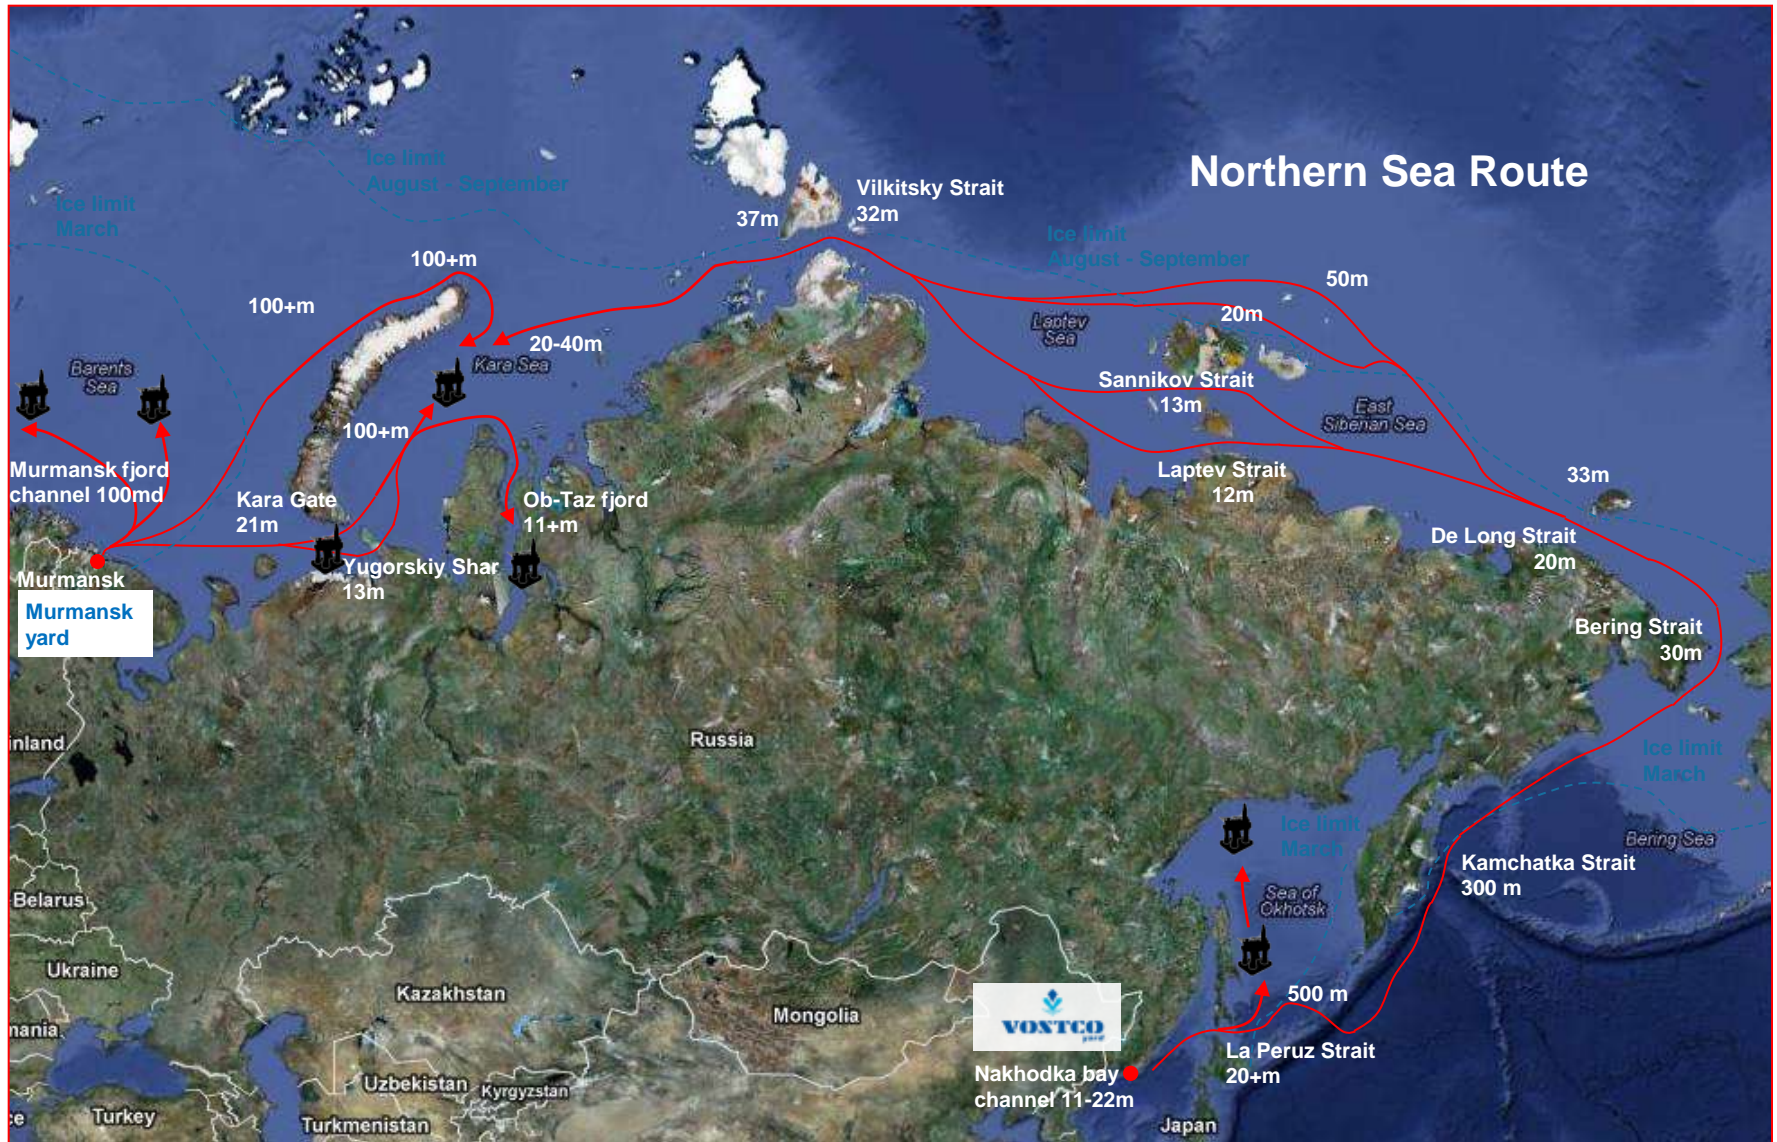 Northern Sea Route
Ice limit
August - September
Ice limit
March
Vilkitsky Strait
32m
37m
Ice limit
August - September
100+m
100+m
50m
20m
Laptev
Sea
20-40m
Kara Sea
Barents
Sea
Sannikov Strait
13m
East
Siberian Sea
100+m
Murmansk fjord
channel 100md
Laptev Strait
12m
33m
Kara Gate
21m
Ob-Taz fjord
11+m
De Long Strait
20m
Yugorskiy Shar
13m
Murmansk
Murmansk
yard
Bering Strait
30m
inland
Russia
Ice limit
March
Ice limit
March
Bering Sea
Kamchatka Strait
300 m
Belarus
Sea of
Okhotsk
Ukraine
Kazakhstan
500 m
VOSTCO
yard
Mongolia
mania
La Peruz Strait
20+m
Nakhodka bay
channel 11-22m
Uzbekistan
Kyrgyzstan
ce
Turkey
Turkmenistan
Japan